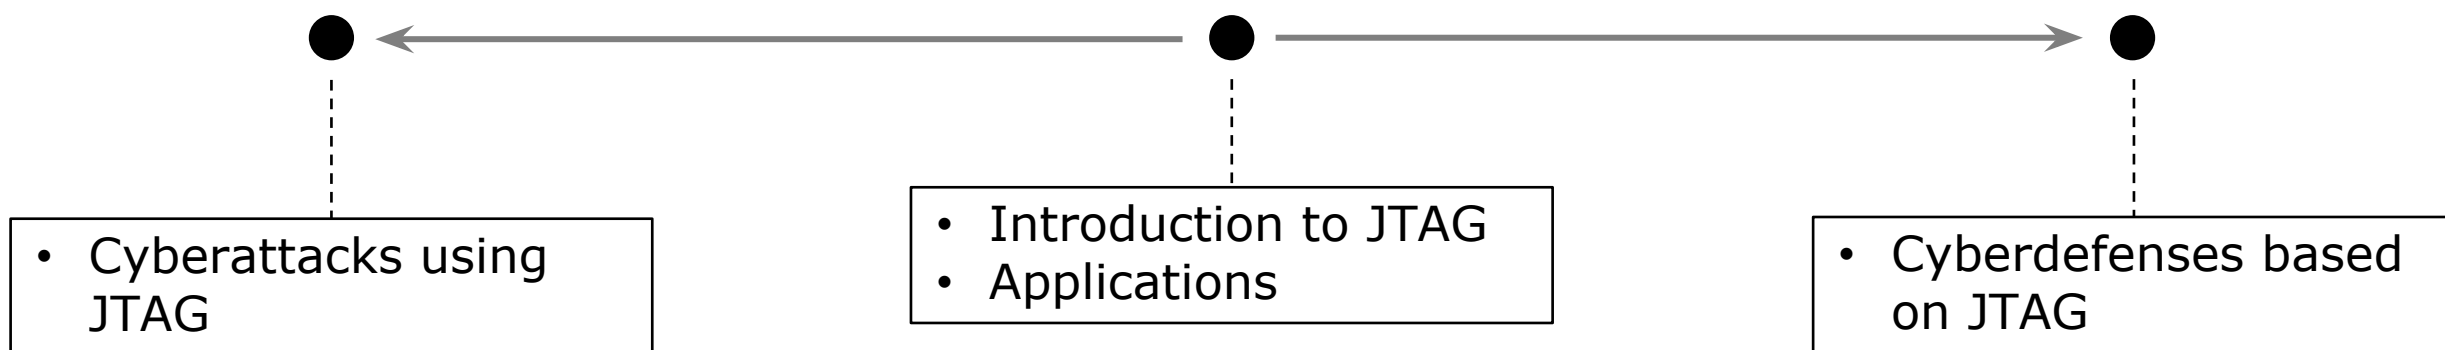 • Cyberattacks using
JTAG
• Introduction to JTAG
• Applications
• Cyberdefenses based
on JTAG